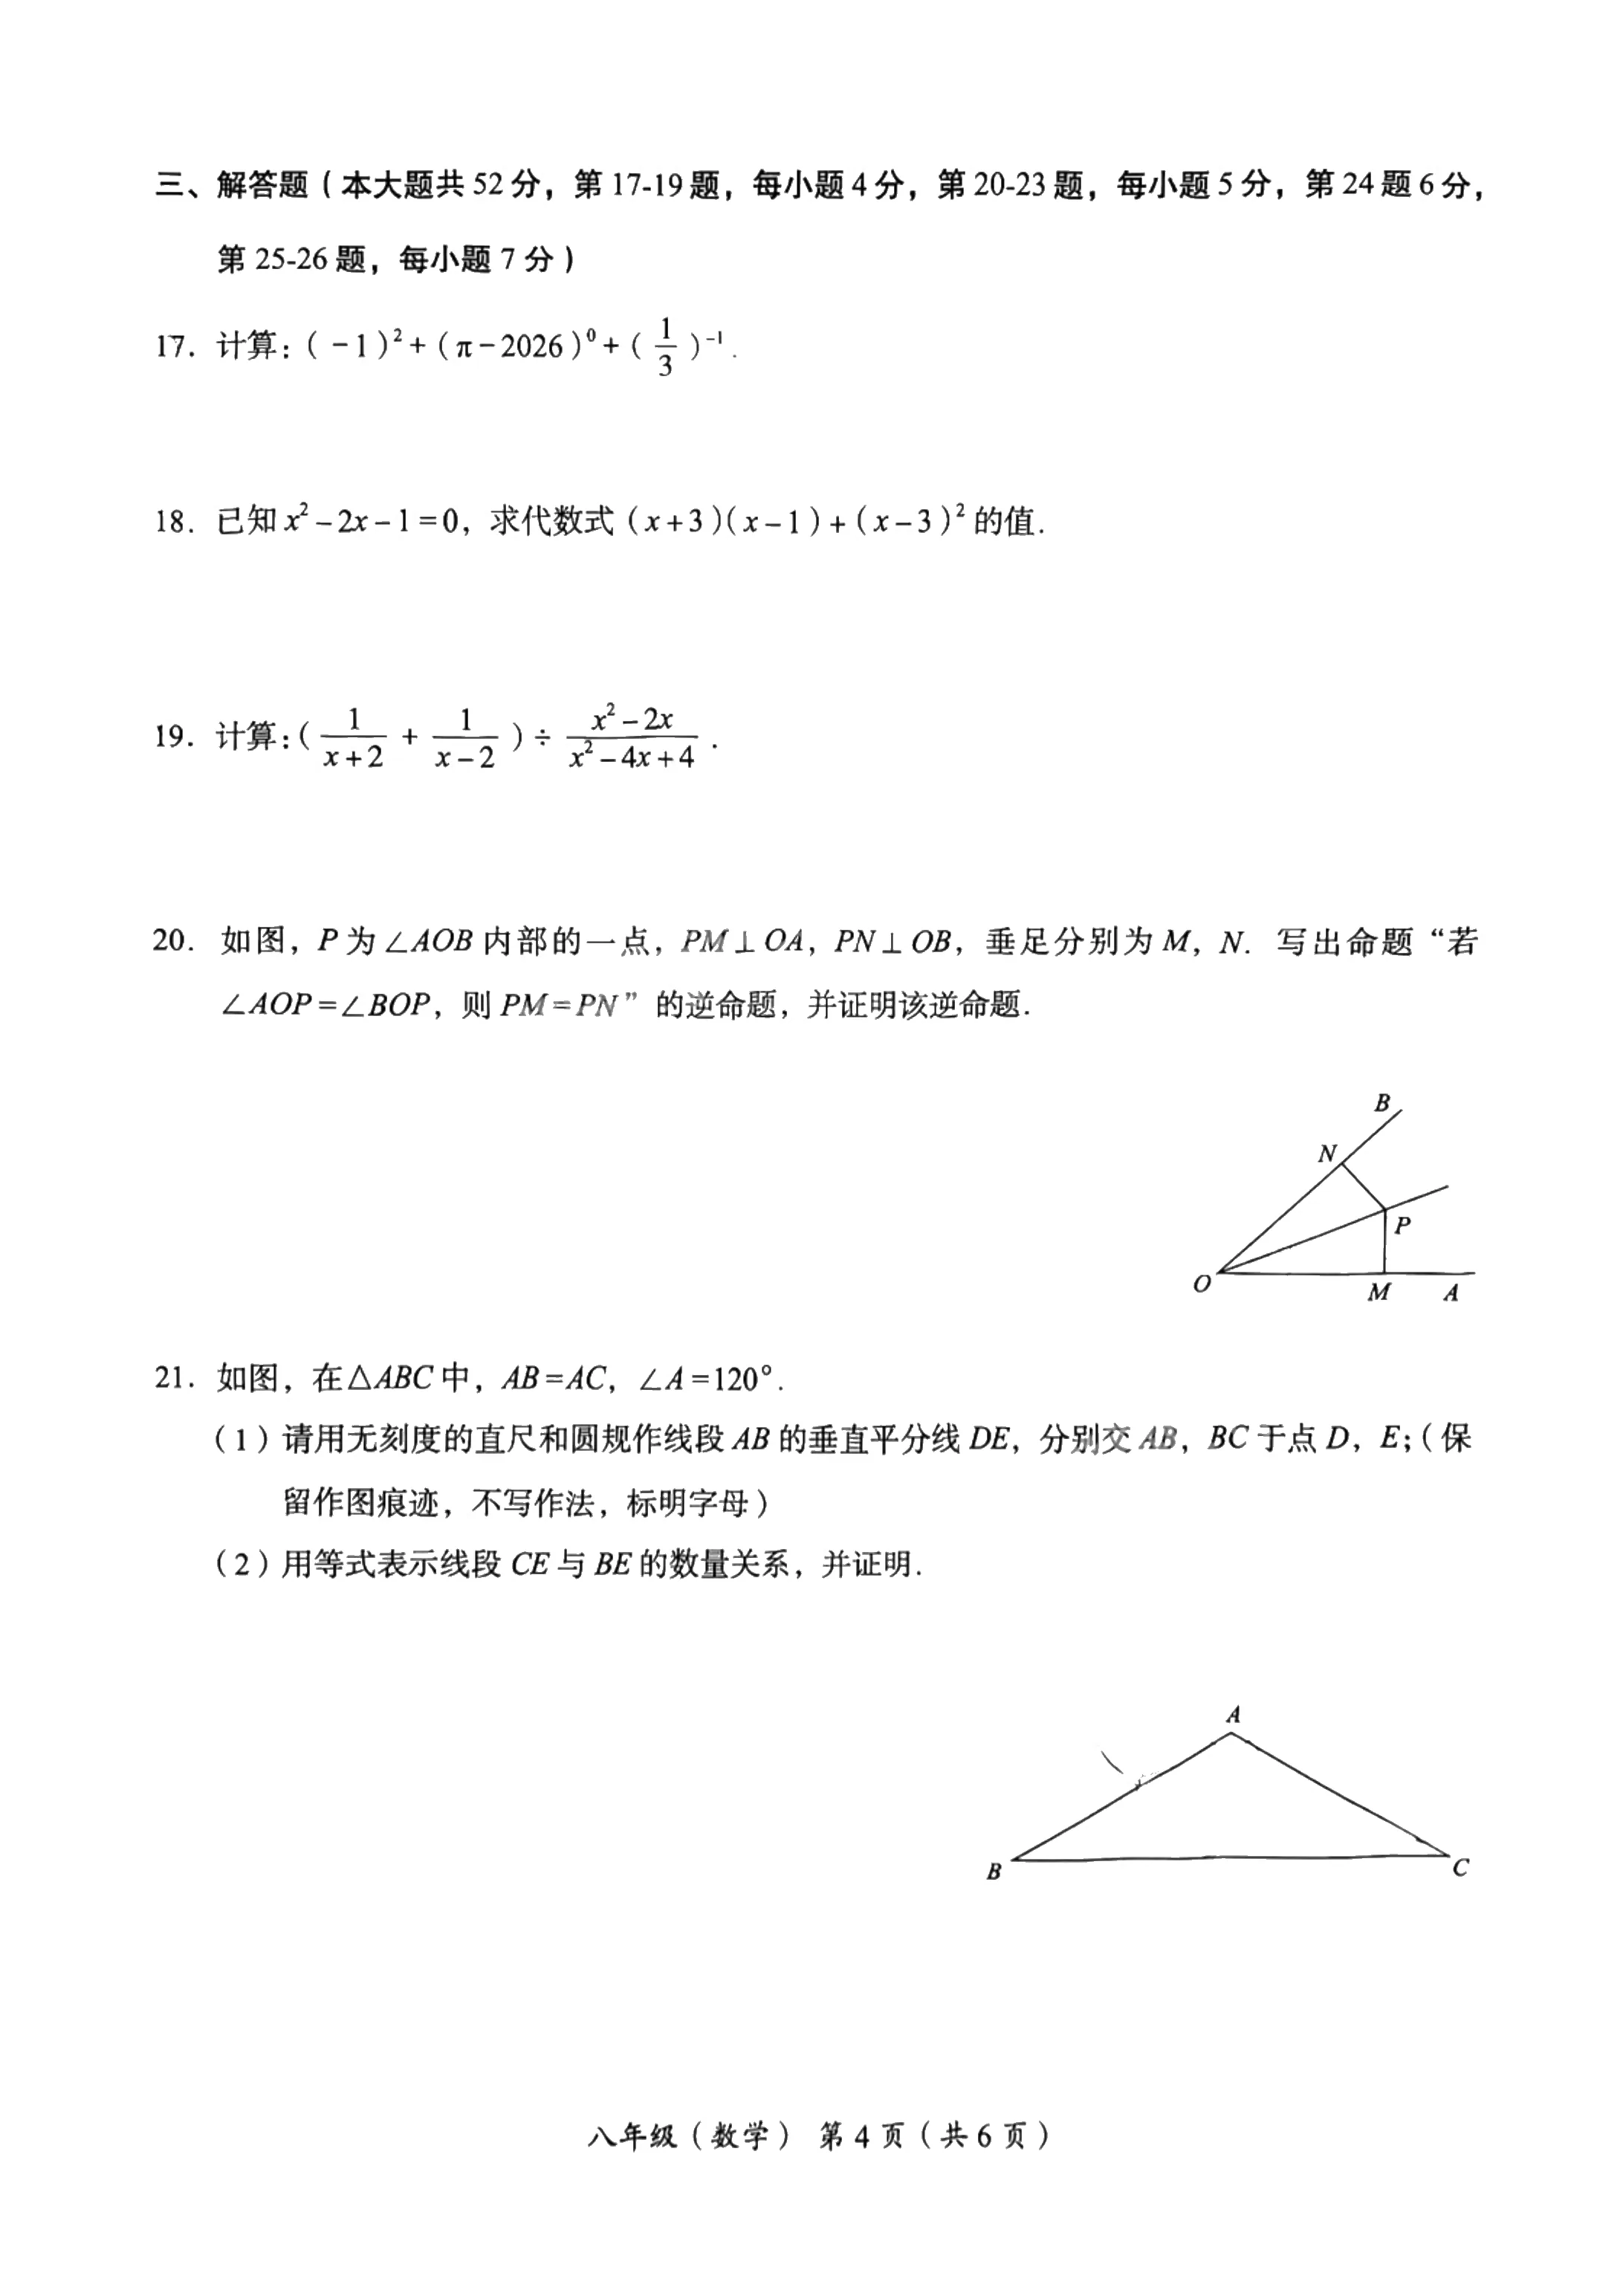 三、解答题（本大题共52分，第17-19题，每小题4分，第20-23题，每小题5分，第24题6分，
第25-26题，每小题7分）
17. 计算：(-1)²+(π-2026)⁰+(1/3)⁻¹.
18. 已知x²-2x-1=0，求代数式(x+3)(x-1)+(x-3)²的值.
19. 计算：(1/(x+2)+1/(x-2))÷(x²-2x)/(x²-4x+4).
20. 如图，P为∠AOB内部的一点，PM⊥OA，PN⊥OB，垂足分别为M，N. 写出命题“若
∠AOP=∠BOP，则PM=PN”的逆命题，并证明该逆命题.
B
N
P
O
M A
21. 如图，在△ABC中，AB=AC，∠A=120°.
（1）请用无刻度的直尺和圆规作线段AB的垂直平分线DE，分别交AB，BC于点D，E；（保
留作图痕迹，不写作法，标明字母）
（2）用等式表示线段CE与BE的数量关系，并证明.
A
B C
八年级（数学） 第4页（共6页）